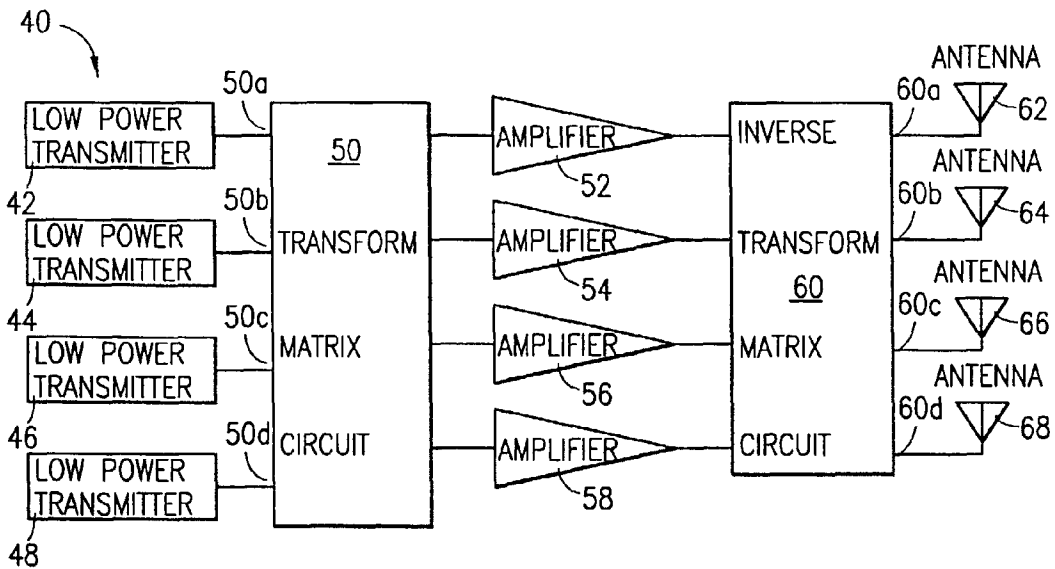 40
LOW POWER
TRANSMITTER
42
LOW POWER
TRANSMITTER
44
LOW POWER
TRANSMITTER
46
LOW POWER
TRANSMITTER
48
50a
50b
50c
50d
50
TRANSFORM
MATRIX
CIRCUIT
AMPLIFIER
52
AMPLIFIER
54
AMPLIFIER
56
AMPLIFIER
58
INVERSE
TRANSFORM
60
MATRIX
CIRCUIT
60a
60b
60c
60d
ANTENNA
62
ANTENNA
64
ANTENNA
66
ANTENNA
68